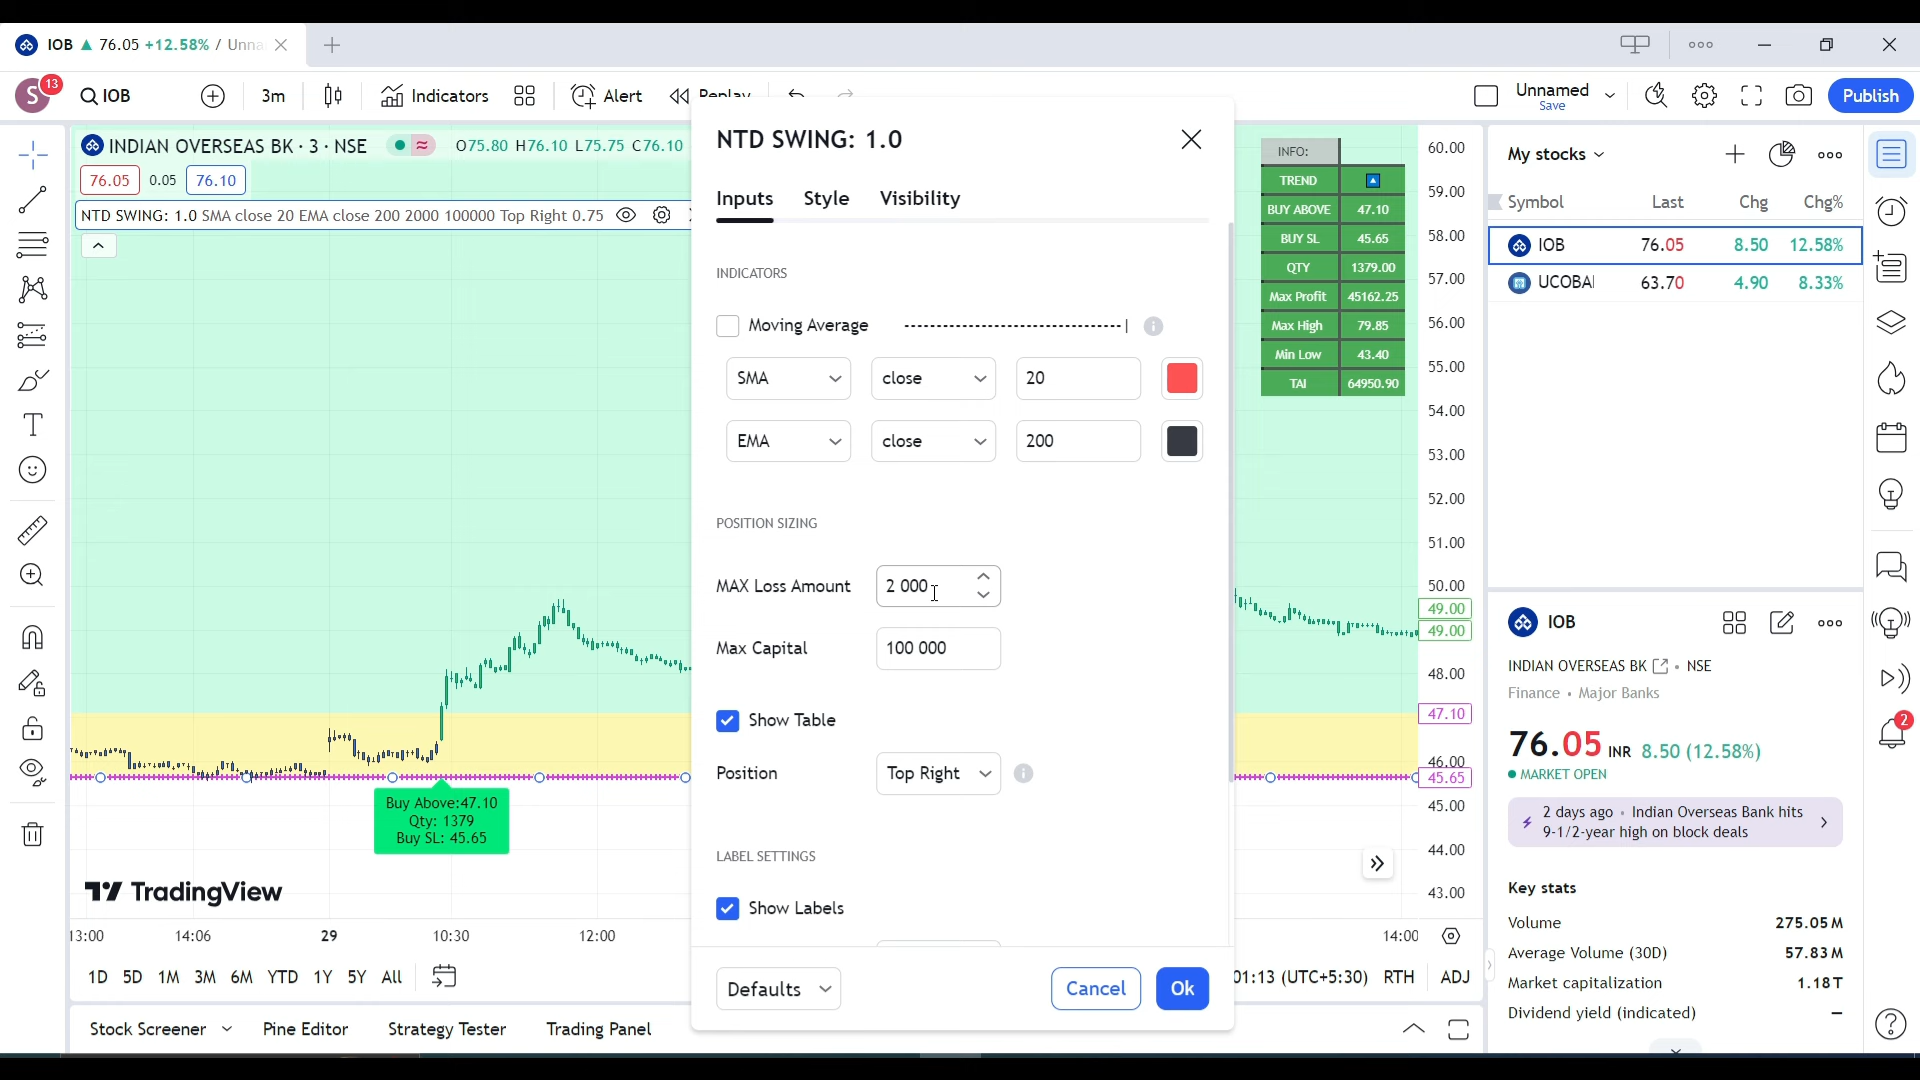 IOB ▲ 76.05 +12.58% / Unna
S 13 IOB 3m Indicators Alert Replay Unnamed Save Publish
INDIAN OVERSEAS BK · 3 · NSE O75.80 H76.10 L75.75 C76.10
76.05 0.05 76.10
NTD SWING: 1.0 SMA close 20 EMA close 200 2000 100000 Top Right 0.75
NTD SWING: 1.0
Inputs Style Visibility
INDICATORS
Moving Average
SMA close 20
EMA close 200
POSITION SIZING
MAX Loss Amount 2 000
Max Capital 100 000
Show Table
Position Top Right
LABEL SETTINGS
Show Labels
Defaults Cancel Ok
INFO:
TREND
BUY ABOVE 47.10
BUY SL 45.65
QTY 1379.00
Max Profit 45162.25
Max High 79.85
Min Low 43.40
TAI 64950.90
60.00
59.00
58.00
57.00
56.00
55.00
54.00
53.00
52.00
51.00
50.00
49.00
49.00
48.00
47.10
46.00
45.65
45.00
44.00
43.00
Buy Above:47.10
Qty: 1379
Buy SL: 45.65
TradingView
13:00 14:06 29 10:30 12:00 14:00
1D 5D 1M 3M 6M YTD 1Y 5Y All 01:13 (UTC+5:30) RTH ADJ
Stock Screener Pine Editor Strategy Tester Trading Panel
My stocks
Symbol Last Chg Chg%
IOB 76.05 8.50 12.58%
UCOBA 63.70 4.90 8.33%
IOB
INDIAN OVERSEAS BK • NSE
Finance • Major Banks
76.05 INR 8.50 (12.58%)
MARKET OPEN
2 days ago • Indian Overseas Bank hits
9-1/2-year high on block deals
Key stats
Volume 275.05M
Average Volume (30D) 57.83M
Market capitalization 1.18T
Dividend yield (indicated) —
2